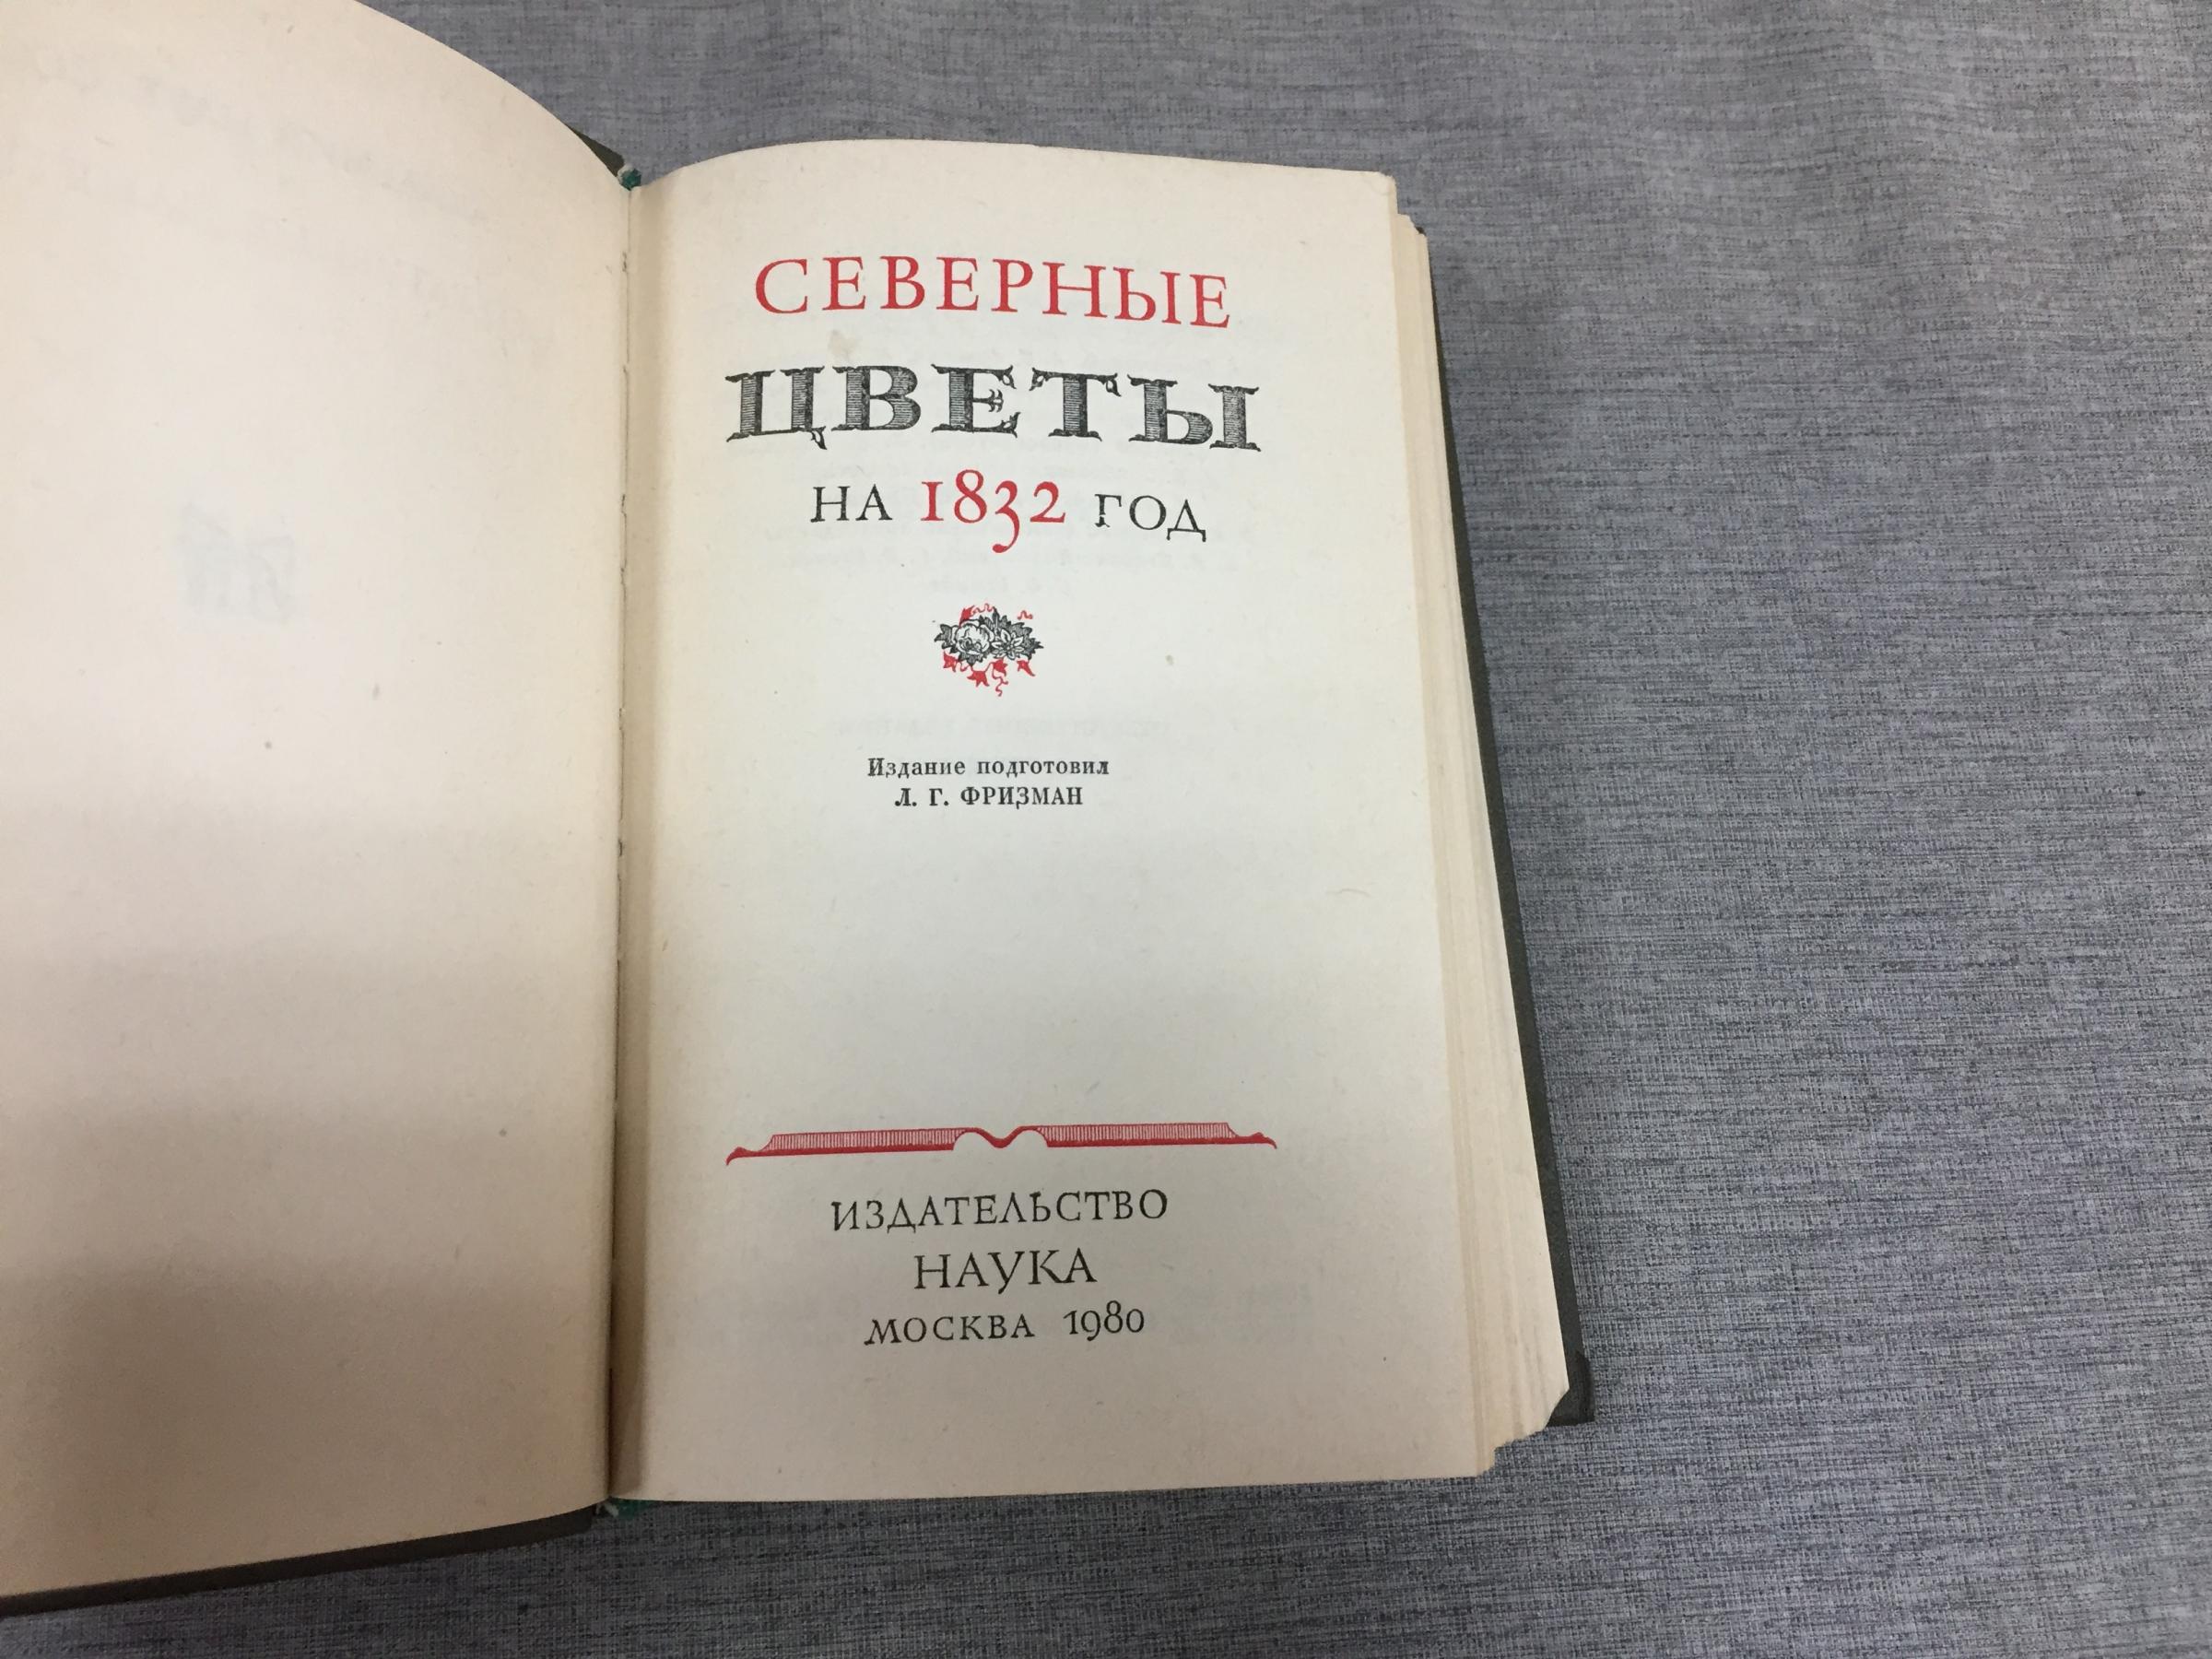 СЕВЕРНЫЕ
ЦВЕТЫ
НА 1832 ГОД
Издание подготовил
Л. Г. ФРИЗМАН
ИЗДАТЕЛЬСТВО
НАУКА
МОСКВА 1980